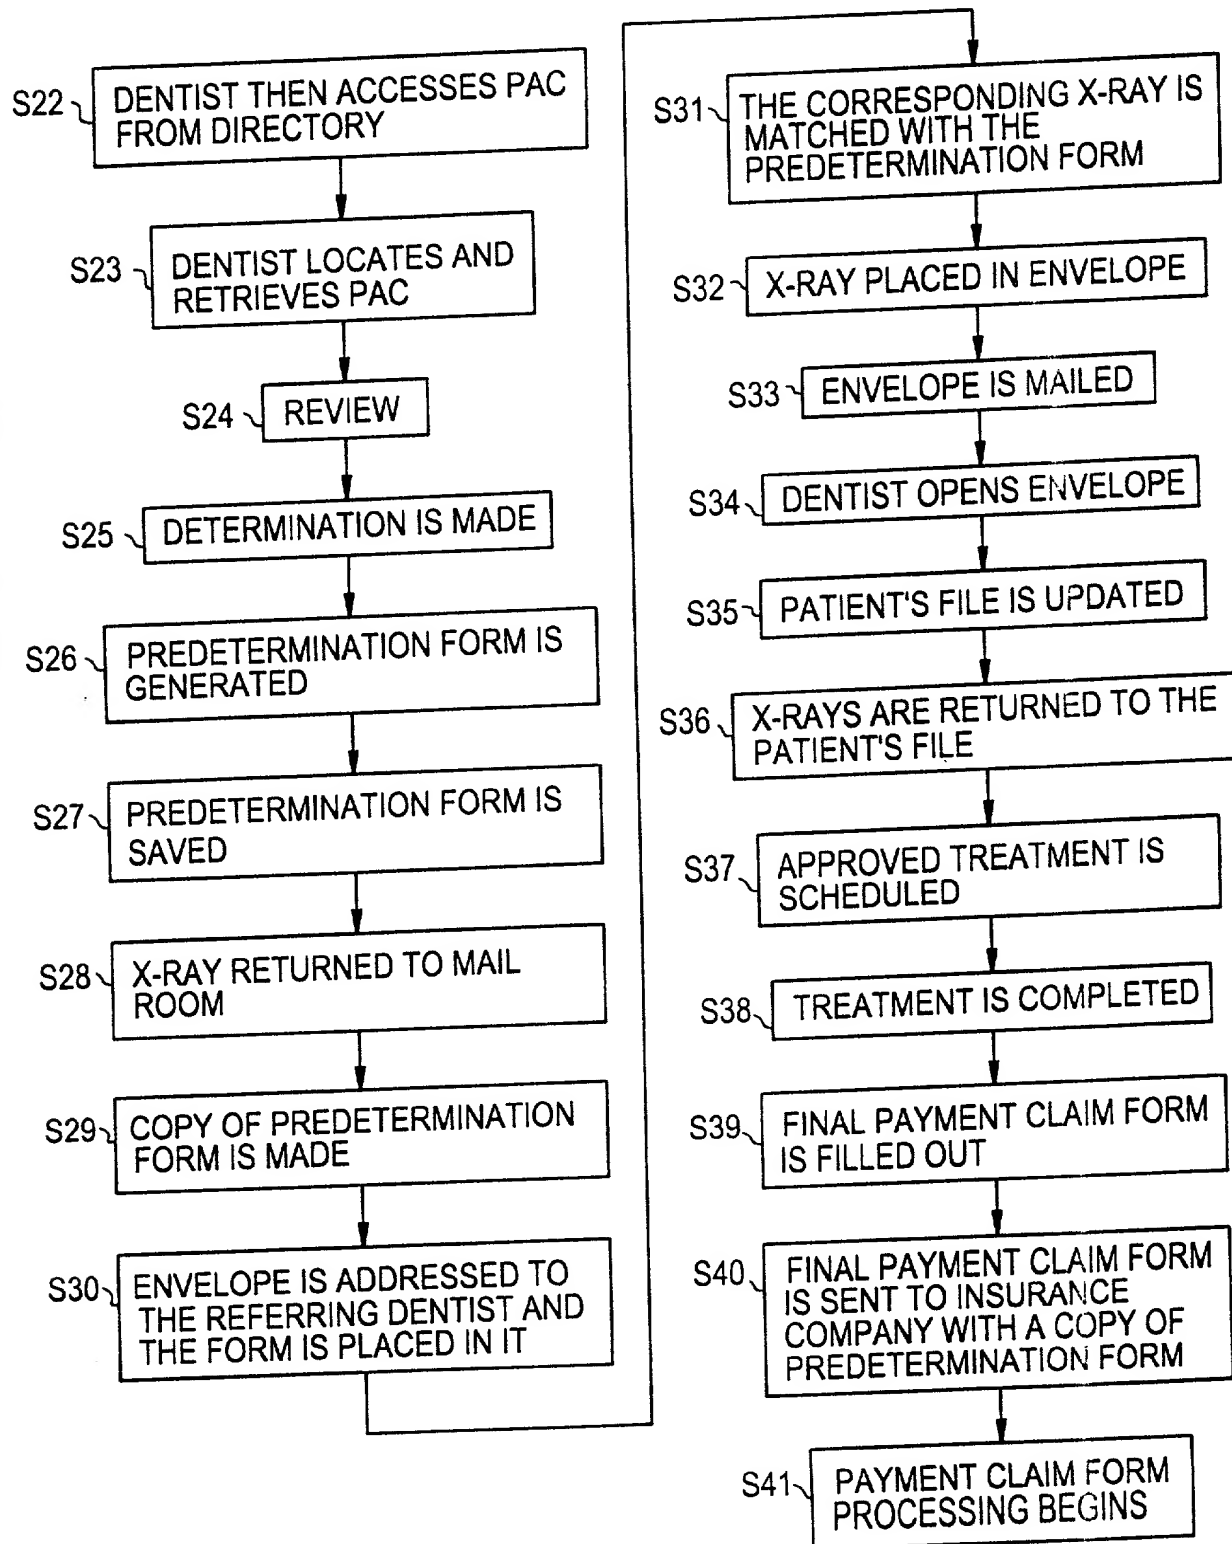 S22
DENTIST THEN ACCESSES PAC
FROM DIRECTORY
S23
DENTIST LOCATES AND
RETRIEVES PAC
S24
REVIEW
S25
DETERMINATION IS MADE
S26
PREDETERMINATION FORM IS
GENERATED
S27
PREDETERMINATION FORM IS
SAVED
S28
X-RAY RETURNED TO MAIL
ROOM
S29
COPY OF PREDETERMINATION
FORM IS MADE
S30
ENVELOPE IS ADDRESSED TO
THE REFERRING DENTIST AND
THE FORM IS PLACED IN IT
S31
THE CORRESPONDING X-RAY IS
MATCHED WITH THE
PREDETERMINATION FORM
S32
X-RAY PLACED IN ENVELOPE
S33
ENVELOPE IS MAILED
S34
DENTIST OPENS ENVELOPE
S35
PATIENT'S FILE IS UPDATED
S36
X-RAYS ARE RETURNED TO THE
PATIENT'S FILE
S37
APPROVED TREATMENT IS
SCHEDULED
S38
TREATMENT IS COMPLETED
S39
FINAL PAYMENT CLAIM FORM
IS FILLED OUT
S40
FINAL PAYMENT CLAIM FORM
IS SENT TO INSURANCE
COMPANY WITH A COPY OF
PREDETERMINATION FORM
S41
PAYMENT CLAIM FORM
PROCESSING BEGINS